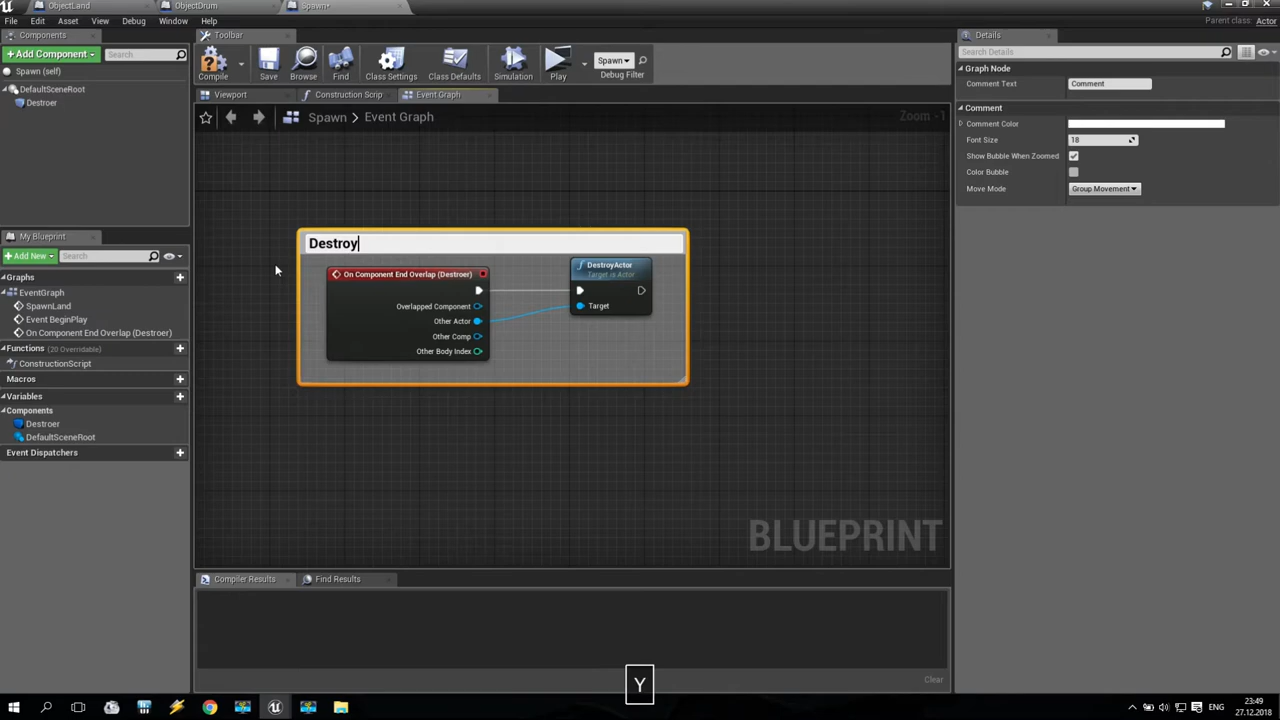 ObjectLand
ObjectDrum
Spawn*
File Edit Asset View Debug Window Help
Parent class: Actor
Components
Toolbar
Details
+Add Component
Search
Search Details
Spawn (self)
DefaultSceneRoot
Destroer
Compile
Save
Browse
Find
Class Settings
Class Defaults
Simulation
Play
Spawn
Debug Filter
Graph Node
Comment Text Comment
Comment
Comment Color
Font Size 18
Show Bubble When Zoomed
Color Bubble
Move Mode Group Movement
Viewport
Construction Scrip
Event Graph
Spawn > Event Graph
Zoom -1
Destroy
On Component End Overlap (Destroer)
Overlapped Component
Other Actor
Other Comp
Other Body Index
DestroyActor
Target is Actor
Target
BLUEPRINT
My Blueprint
+Add New
Search
Graphs
EventGraph
SpawnLand
Event BeginPlay
On Component End Overlap (Destroer)
Functions (20 Overridable)
ConstructionScript
Macros
Variables
Components
Destroer
DefaultSceneRoot
Event Dispatchers
Compiler Results
Find Results
Clear
Y
ENG
23:49
27.12.2018